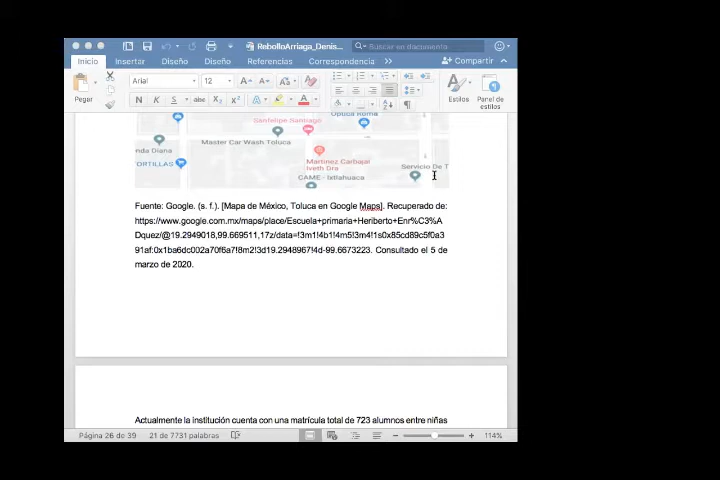 RebolloArriaga_Denis...
Buscar en documento
Inicio Insertar Diseño Diseño Referencias Correspondencia >> Compartir
Pegar
Arial 12
N K S abc X2 X2
Estilos
Panel de
estilos
Sanfelipe Santiago
Optica Roma
Master Car Wash Toluca
nda Diana
TORTILLAS
Martinez Carbajal
Iveth Dra
Servicio De T
CAME - Ixtlahuaca
Fuente: Google. (s. f.). [Mapa de México, Toluca en Google Maps]. Recuperado de:
https://www.google.com.mx/maps/place/Escuela+primaria+Heriberto+Enr%C3%A
Dquez/@19.2949018,99.669511,17z/data=!3m1!4b1!4m5!3m4!1s0x85cd89c5f0a3
91af:0x1ba6dc002a70f6a7!8m2!3d19.2948967!4d-99.6673223. Consultado el 5 de
marzo de 2020.
Actualmente la institución cuenta con una matrícula total de 723 alumnos entre niñas
Página 26 de 39 21 de 7731 palabras 114%